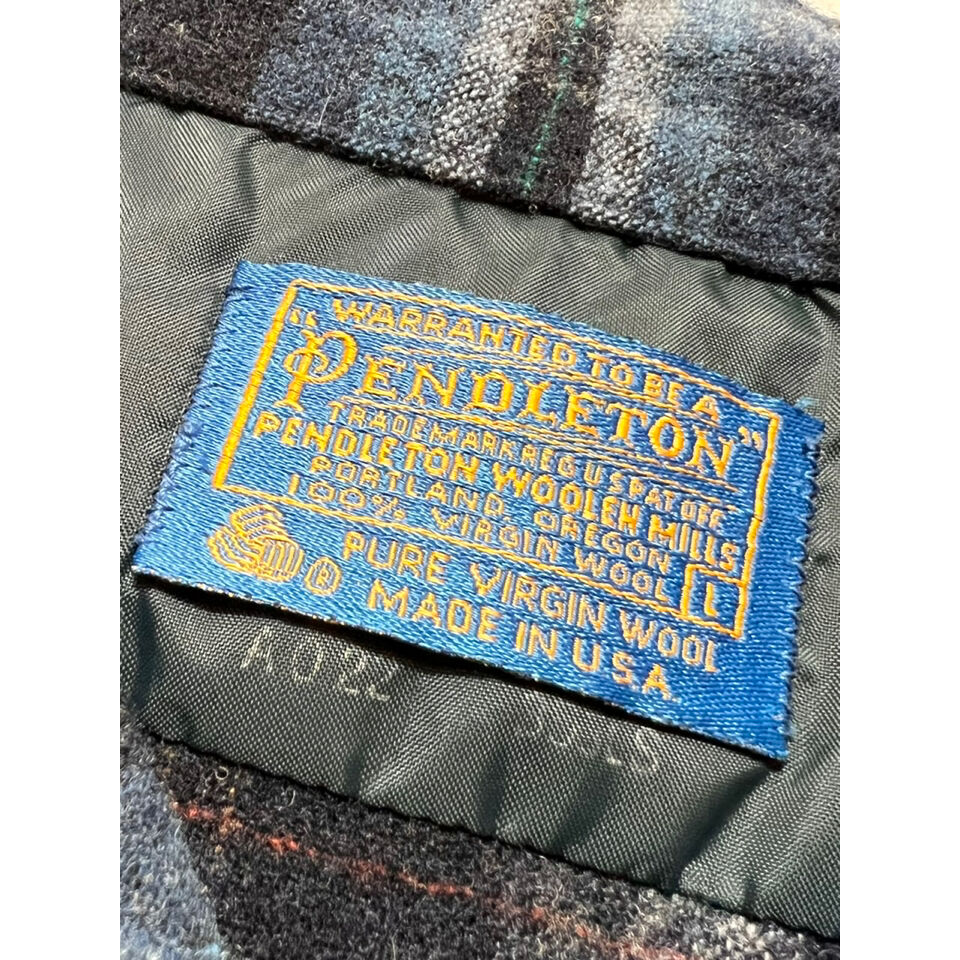 WARRANTED TO BE A
"PENDLETON"
TRADEMARK REG U S PAT OFF
PENDLETON WOOLEN MILLS
PORTLAND, OREGON
100% VIRGIN WOOL L
PURE VIRGIN WOOL
® MADE IN U.S.A.